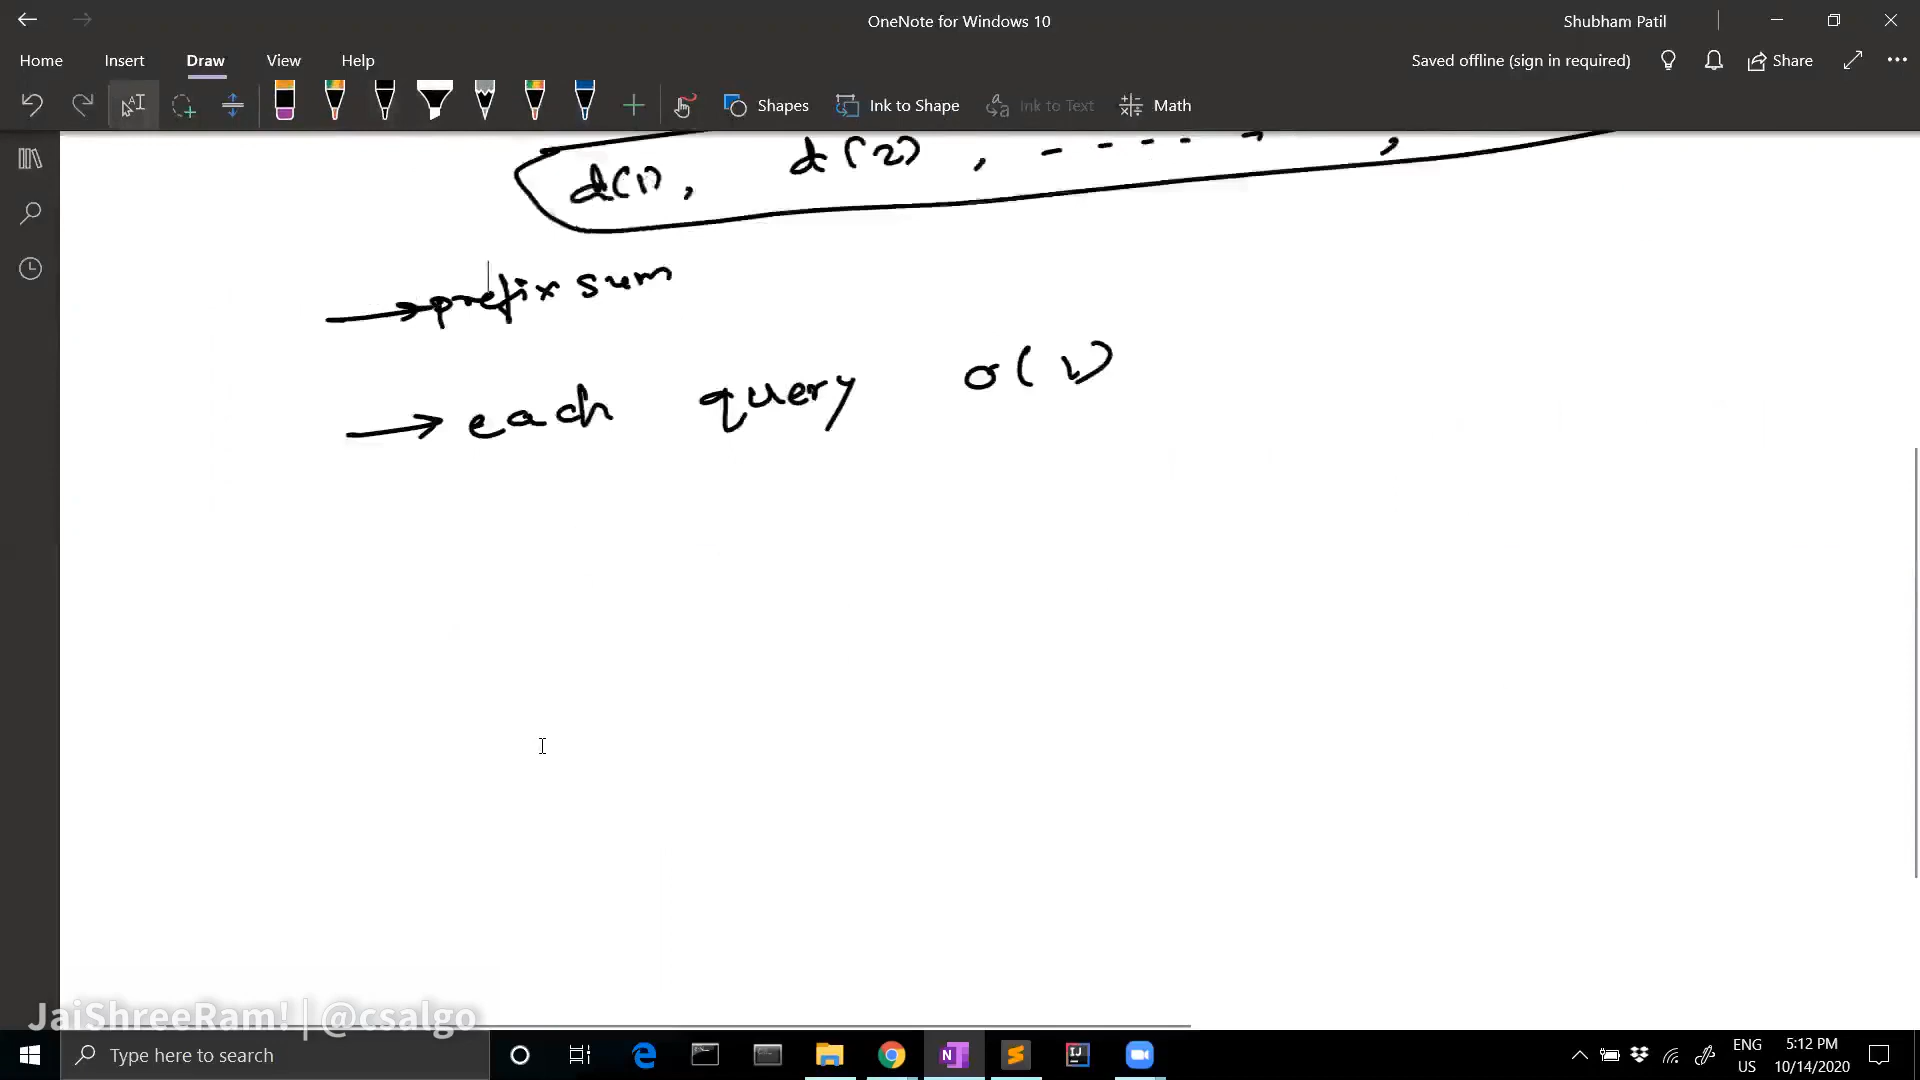 OneNote for Windows 10
Shubham Patil
Home Insert Draw View Help
Saved offline (sign in required)
Share
Shapes
Ink to Shape
Ink to Text
Math
d(1), d(2), - - - - - ,
prefix sum
each query O(1)
JaiShreeRam! | @csalgo
Type here to search
ENG
US
5:12 PM
10/14/2020